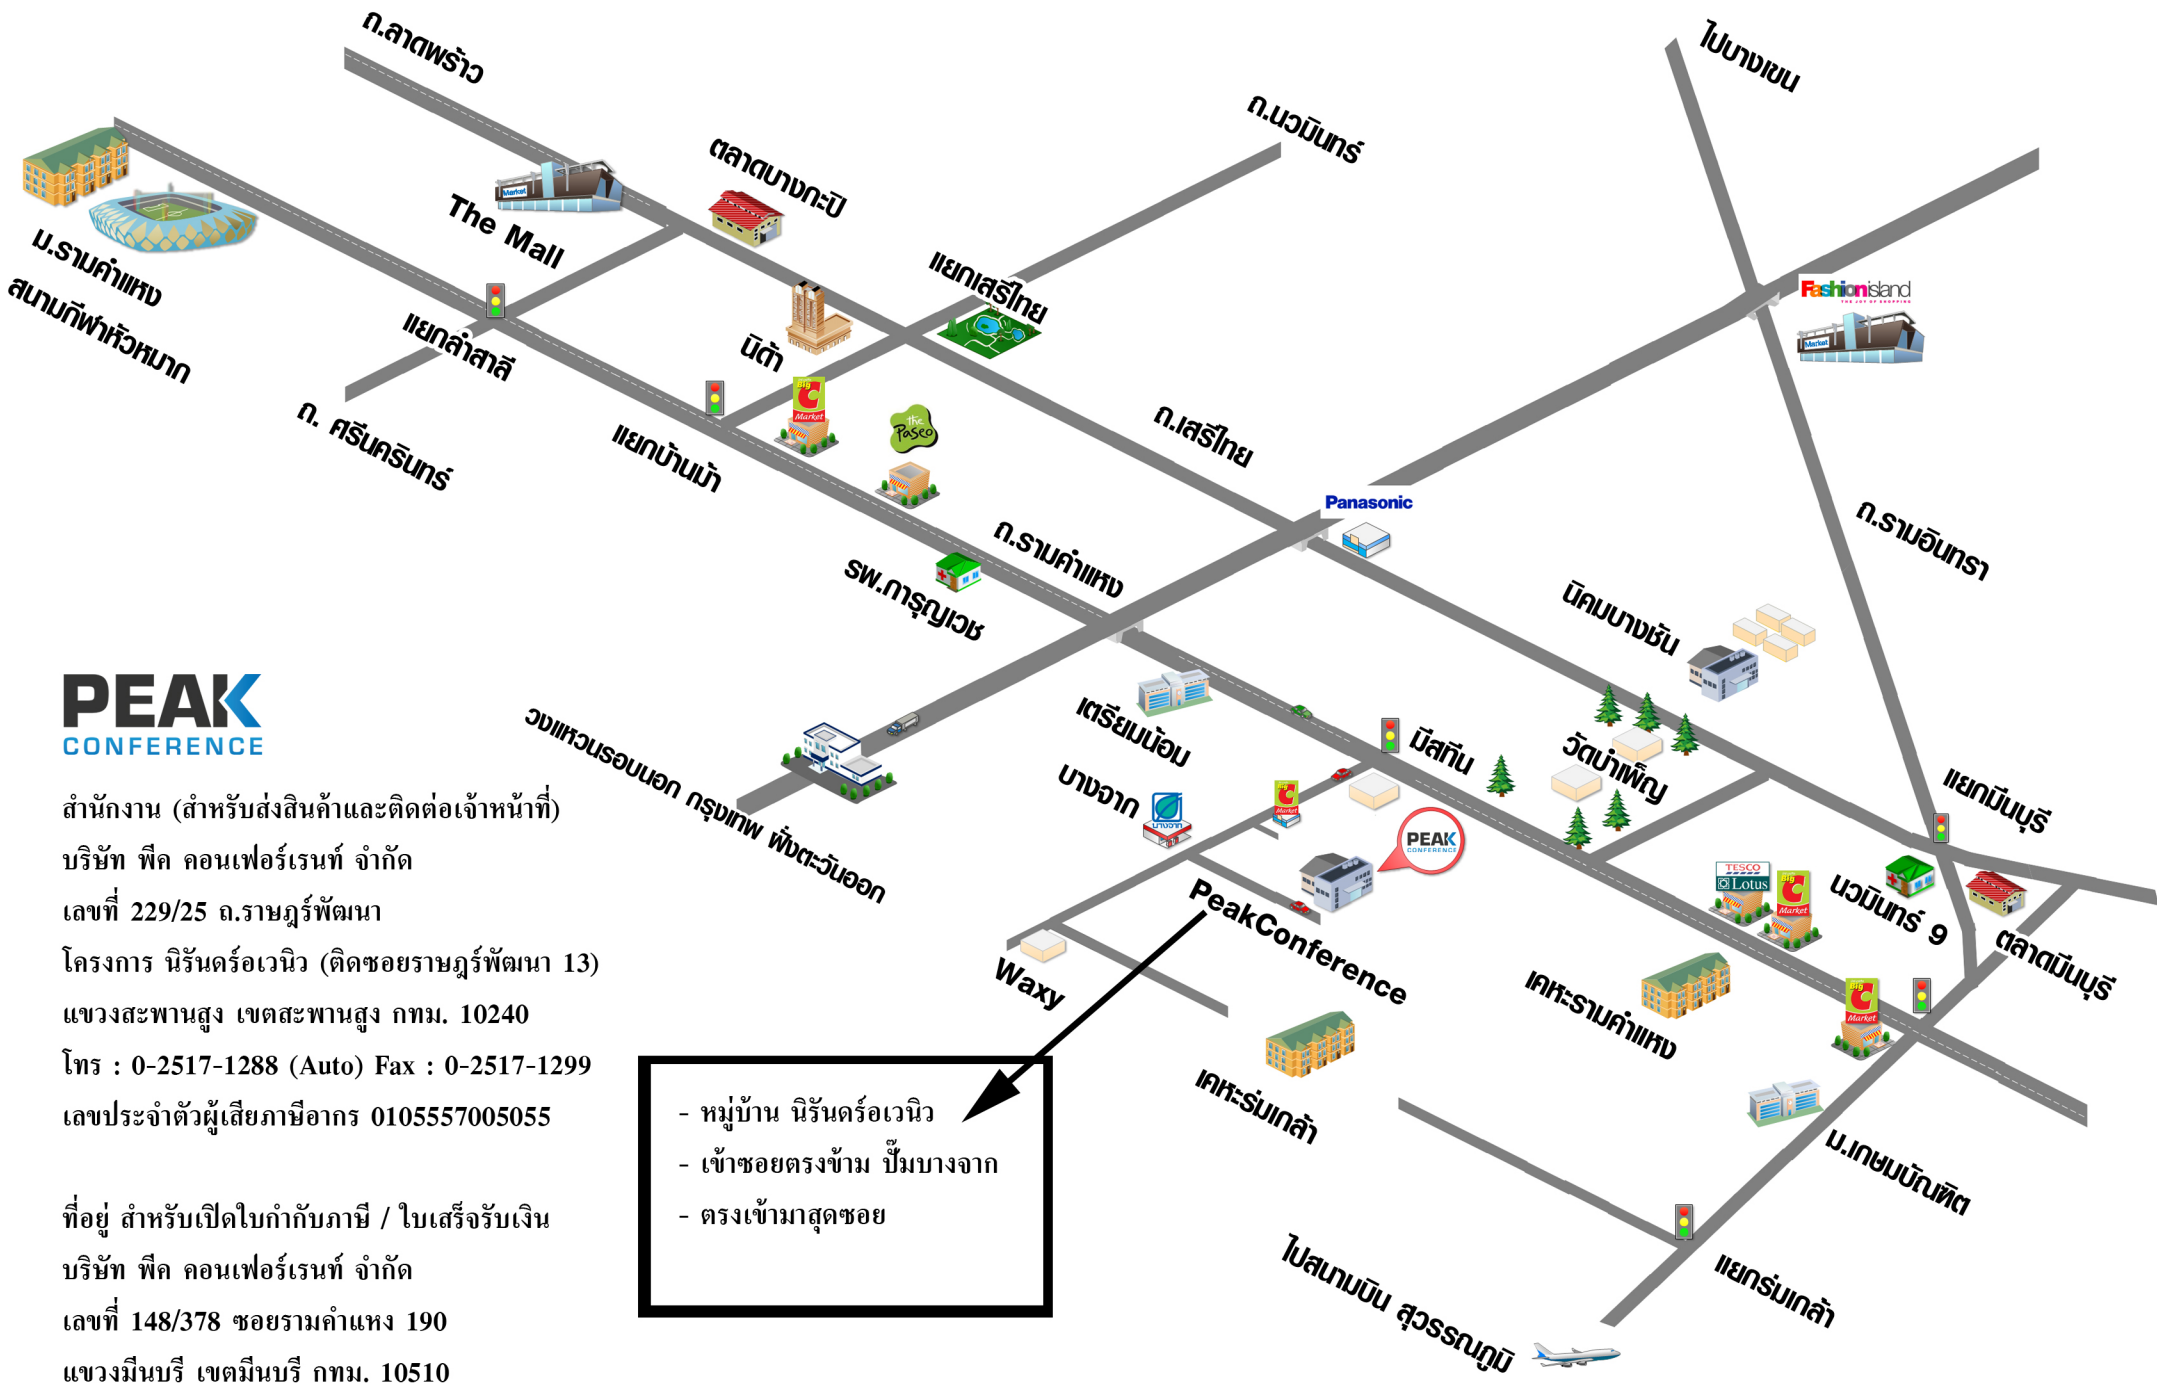 ถ.ลาดพร้าว
ไปบางเขน
ถ.นวมินทร์
ตลาดบางกะปิ
Market
The Mall
ม.รามคำแหง
สนามกีฬาหัวหมาก
แยกลำสาลี
ถ. ศรีนครินทร์
นิด้า
แยกเสรีไทย
Fashionisland
THE JOY OF SHOPPING
Market
Big C
Market
the Paseo
แยกบ้านม้า
ถ.เสรีไทย
Panasonic
ถ.รามคำแหง
รพ.การุญเวช
ถ.รามอินทรา
นิคมบางชัน
วงแหวนรอบนอก กรุงเทพ ฝั่งตะวันออก
เตรียมน้อม
มีสทีน
วัดบำเพ็ญ
แยกมีนบุรี
บางจาก
บางจาก
Big C
Market
PEAK
CONFERENCE
PeakConference
Waxy
TESCO
Lotus
Big C
Market
นวมินทร์ 9
ตลาดมีนบุรี
เคหะรามคำแหง
Big C
Market
เคหะร่มเกล้า
ม.เกษมบัณฑิต
แยกร่มเกล้า
ไปสนามบิน สุวรรณภูมิ
PEAK
CONFERENCE
สำนักงาน (สำหรับส่งสินค้าและติดต่อเจ้าหน้าที่)
บริษัท พีค คอนเฟอร์เรนท์ จำกัด
เลขที่ 229/25 ถ.ราษฎร์พัฒนา
โครงการ นิรันดร์อเวนิว (ติดซอยราษฎร์พัฒนา 13)
แขวงสะพานสูง เขตสะพานสูง กทม. 10240
โทร : 0-2517-1288 (Auto) Fax : 0-2517-1299
เลขประจำตัวผู้เสียภาษีอากร 0105557005055
ที่อยู่ สำหรับเปิดใบกำกับภาษี / ใบเสร็จรับเงิน
บริษัท พีค คอนเฟอร์เรนท์ จำกัด
เลขที่ 148/378 ซอยรามคำแหง 190
แขวงมีนบรี เขตมีนบรี กทม. 10510
- หมู่บ้าน นิรันดร์อเวนิว
- เข้าซอยตรงข้าม ปั๊มบางจาก
- ตรงเข้ามาสุดซอย